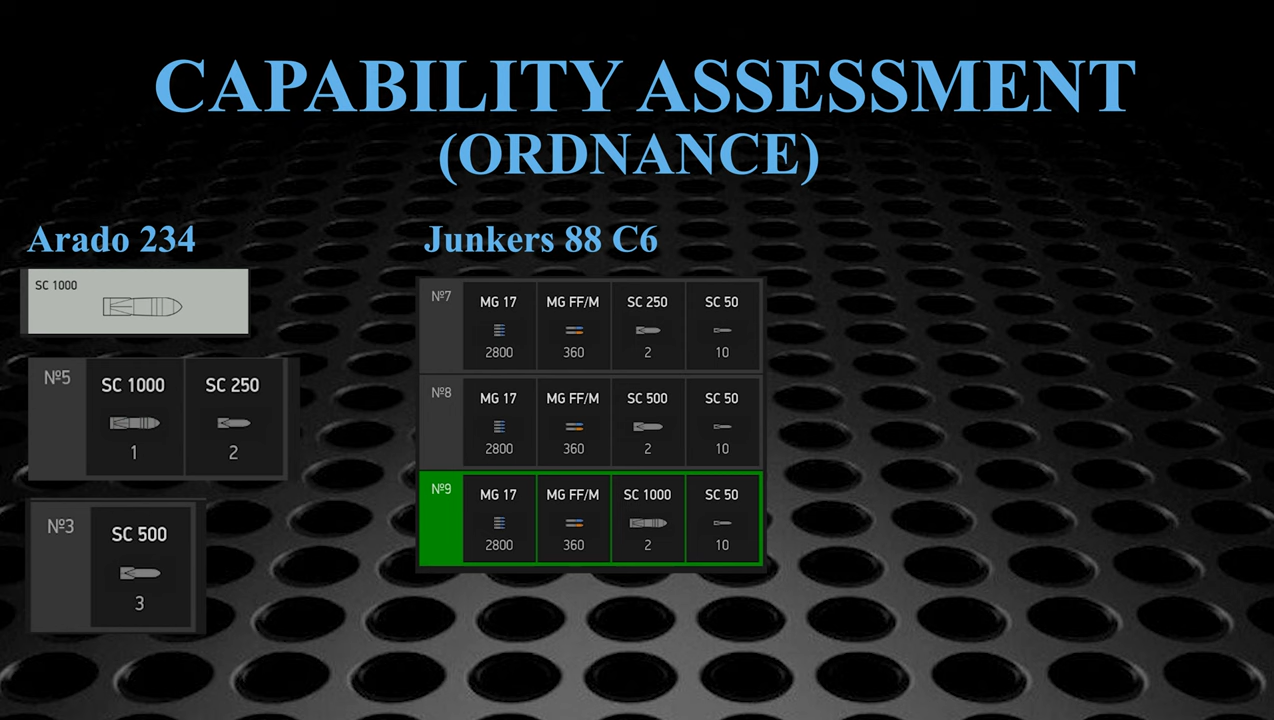 CAPABILITY ASSESSMENT
(ORDNANCE)
Arado 234
SC 1000
№5
SC 1000 SC 250
1 2
№3
SC 500
3
Junkers 88 C6
№7
MG 17 MG FF/M SC 250 SC 50
2800 360 2 10
№8
MG 17 MG FF/M SC 500 SC 50
2800 360 2 10
№9
MG 17 MG FF/M SC 1000 SC 50
2800 360 2 10